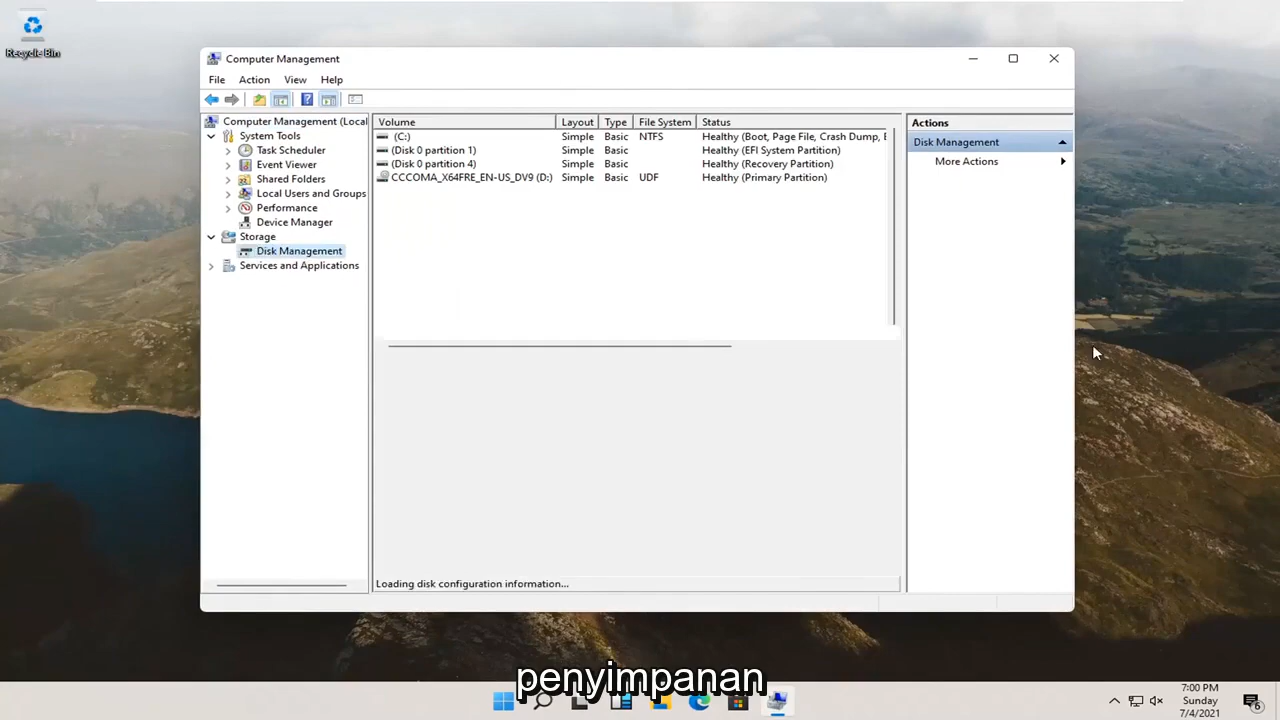 Recycle Bin
Computer Management
File Action View Help
Computer Management (Local
System Tools
Task Scheduler
Event Viewer
Shared Folders
Local Users and Groups
Performance
Device Manager
Storage
Disk Management
Services and Applications
Volume Layout Type File System Status
(C:) Simple Basic NTFS Healthy (Boot, Page File, Crash Dump, E
(Disk 0 partition 1) Simple Basic Healthy (EFI System Partition)
(Disk 0 partition 4) Simple Basic Healthy (Recovery Partition)
CCCOMA_X64FRE_EN-US_DV9 (D:) Simple Basic UDF Healthy (Primary Partition)
Loading disk configuration information...
Actions
Disk Management
More Actions
penyimpanan
7:00 PM
Sunday
7/4/2021
6